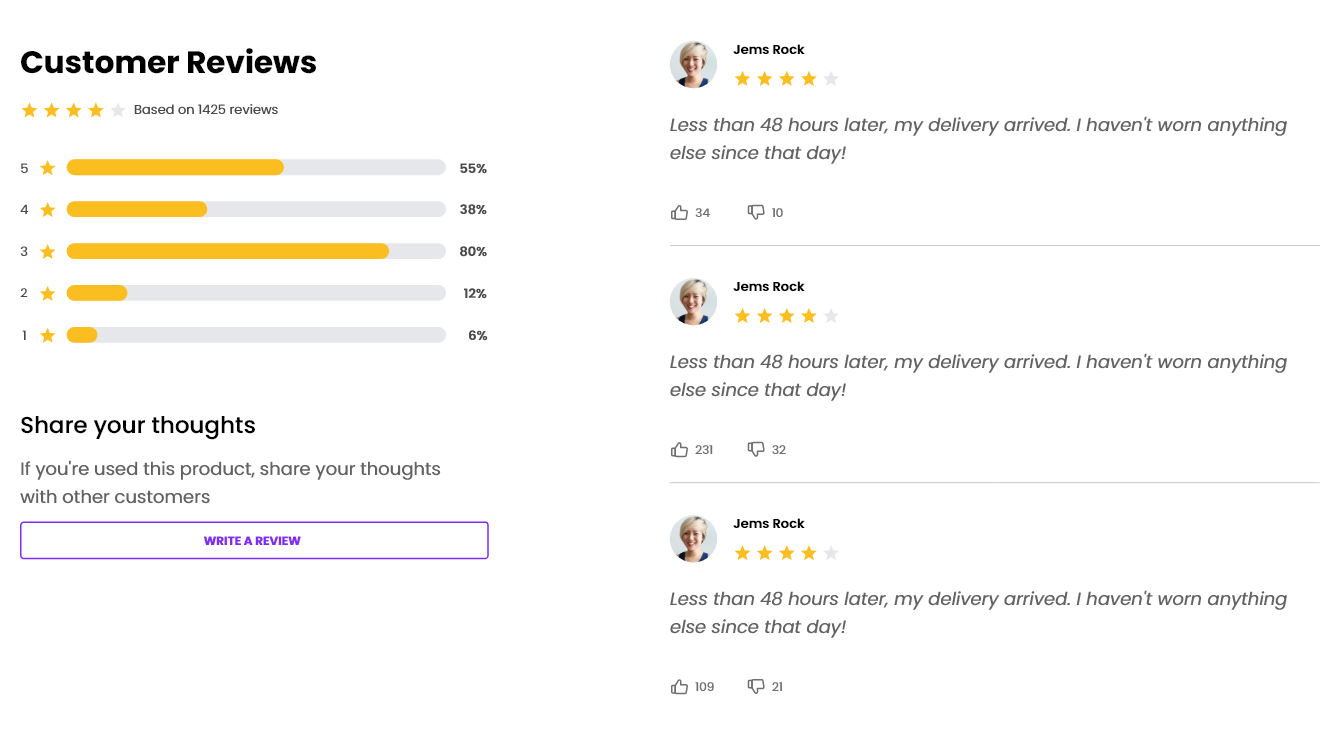 Customer Reviews
Based on 1425 reviews
5 55%
4 38%
3 80%
2 12%
1 6%
Share your thoughts
If you're used this product, share your thoughts
with other customers
WRITE A REVIEW
Jems Rock
Less than 48 hours later, my delivery arrived. I haven't worn anything
else since that day!
34 10
Jems Rock
Less than 48 hours later, my delivery arrived. I haven't worn anything
else since that day!
231 32
Jems Rock
Less than 48 hours later, my delivery arrived. I haven't worn anything
else since that day!
109 21